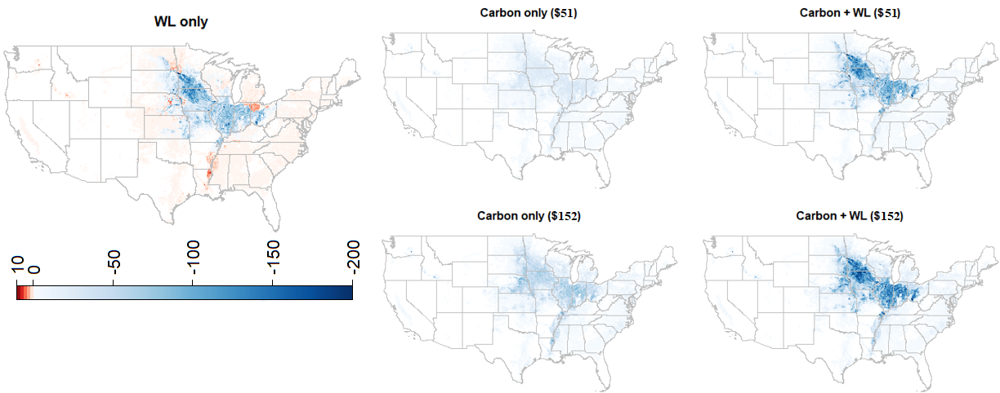 WL only
Carbon only ($51)
Carbon + WL ($51)
10
0
-50
-100
-150
-200
Carbon only ($152)
Carbon + WL ($152)